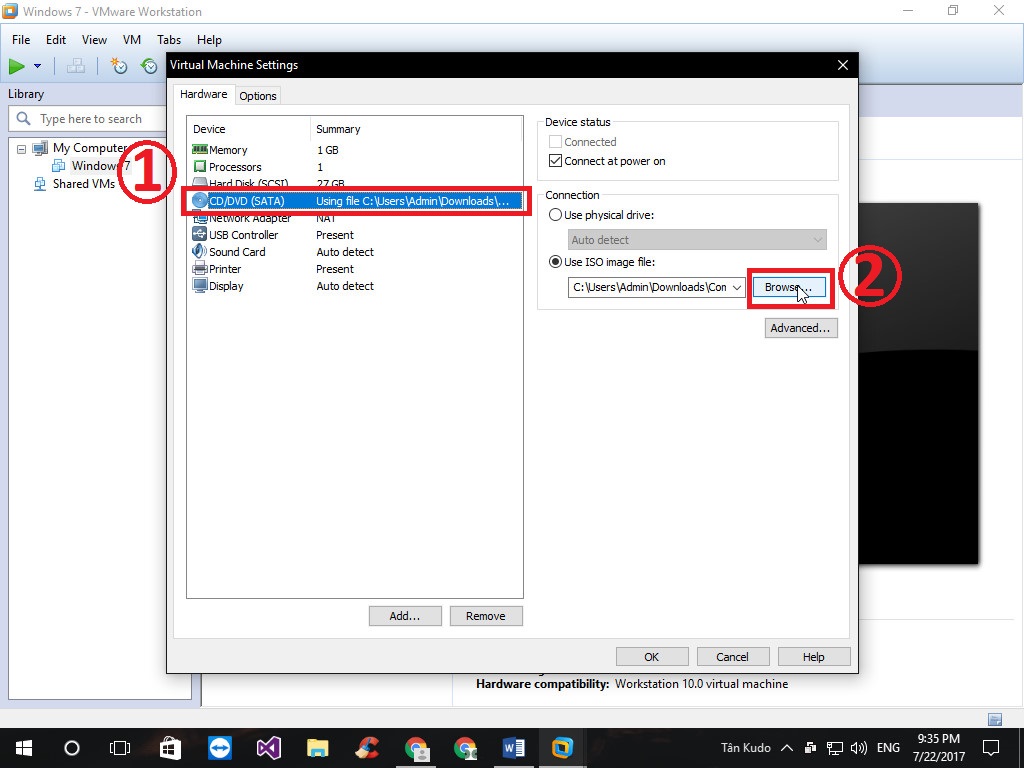 Windows 7 - VMware Workstation
File Edit View VM Tabs Help
Library
Type here to search
My Computer
Windows 7
Shared VMs
1
Virtual Machine Settings
Hardware Options
Device Summary
Memory 1 GB
Processors 1
Hard Disk (SCSI) 27 GB
CD/DVD (SATA) Using file C:\Users\Admin\Downloads\...
Network Adapter NAT
USB Controller Present
Sound Card Auto detect
Printer Present
Display Auto detect
Add... Remove
Device status
Connected
Connect at power on
Connection
Use physical drive:
Auto detect
Use ISO image file:
C:\Users\Admin\Downloads\Con Browse...
2
Advanced...
OK Cancel Help
Hardware compatibility: Workstation 10.0 virtual machine
Tân Kudo ENG 9:35 PM
7/22/2017